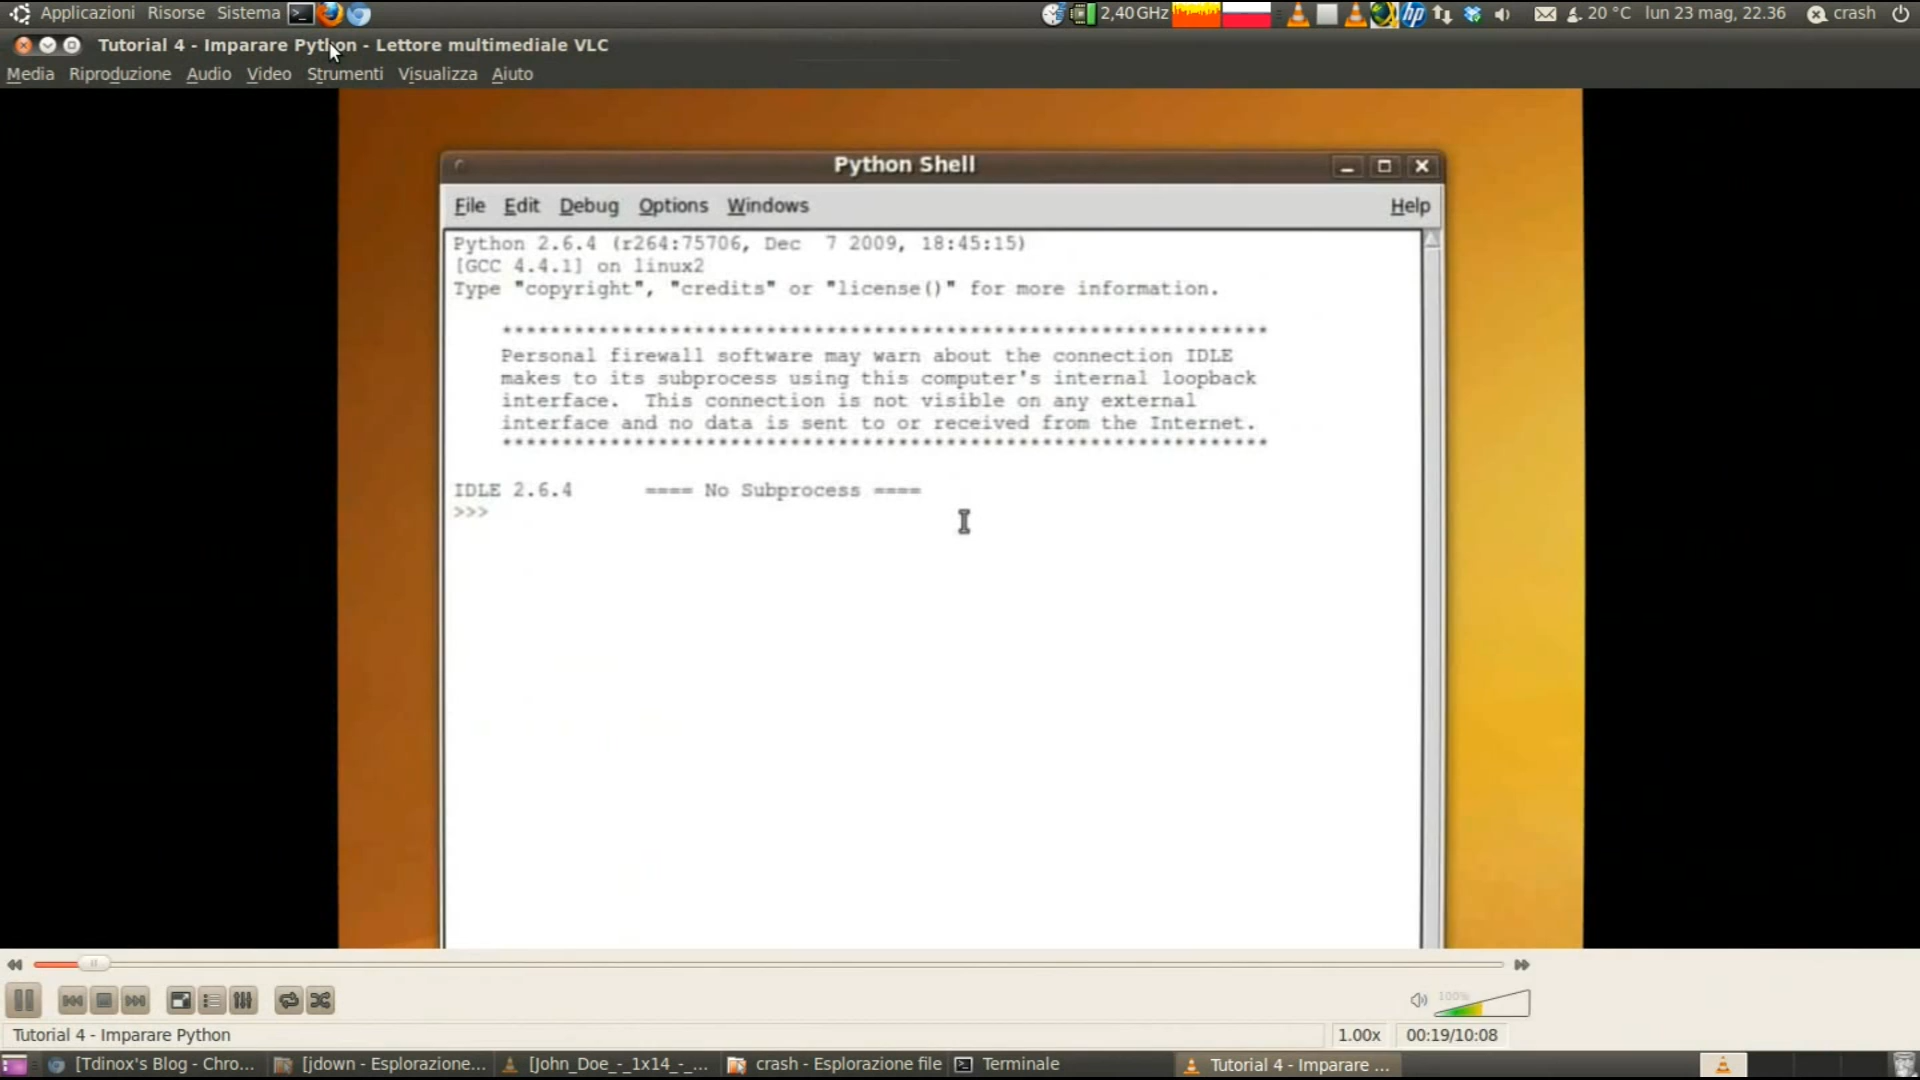 Applicazioni Risorse Sistema 2,40GHz 20 °C lun 23 mag, 22.36 crash
Tutorial 4 - Imparare Python - Lettore multimediale VLC
Media Riproduzione Audio Video Strumenti Visualizza Aiuto
Python Shell
File Edit Debug Options Windows Help
Python 2.6.4 (r264:75706, Dec  7 2009, 18:45:15)
[GCC 4.4.1] on linux2
Type "copyright", "credits" or "license()" for more information.
****************************************************************
Personal firewall software may warn about the connection IDLE
makes to its subprocess using this computer's internal loopback
interface.  This connection is not visible on any external
interface and no data is sent to or received from the Internet.
****************************************************************
IDLE 2.6.4      ==== No Subprocess ====
>>>
100%
Tutorial 4 - Imparare Python 1.00x 00:19/10:08
[Tdinox's Blog - Chro... [jdown - Esplorazione... [John_Doe_-_1x14_-_... crash - Esplorazione file Terminale Tutorial 4 - Imparare ...